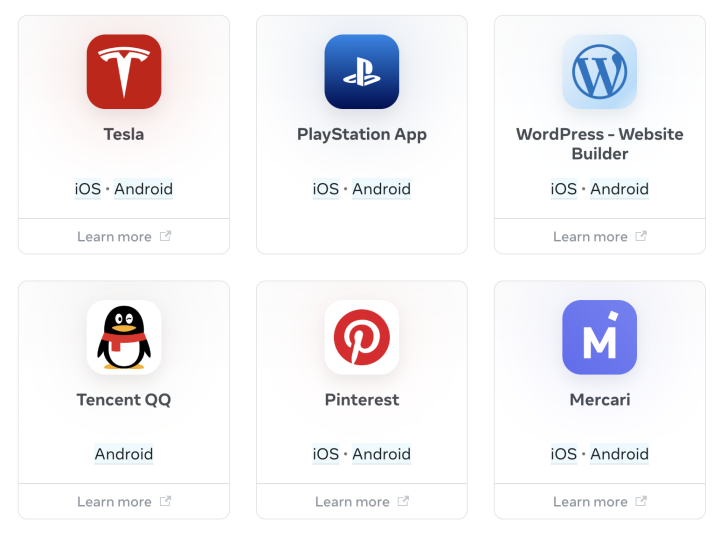 Tesla
iOS • Android
Learn more
PlayStation App
iOS • Android
WordPress - Website
Builder
iOS • Android
Learn more
Tencent QQ
Android
Learn more
Pinterest
iOS • Android
Learn more
Mercari
iOS • Android
Learn more